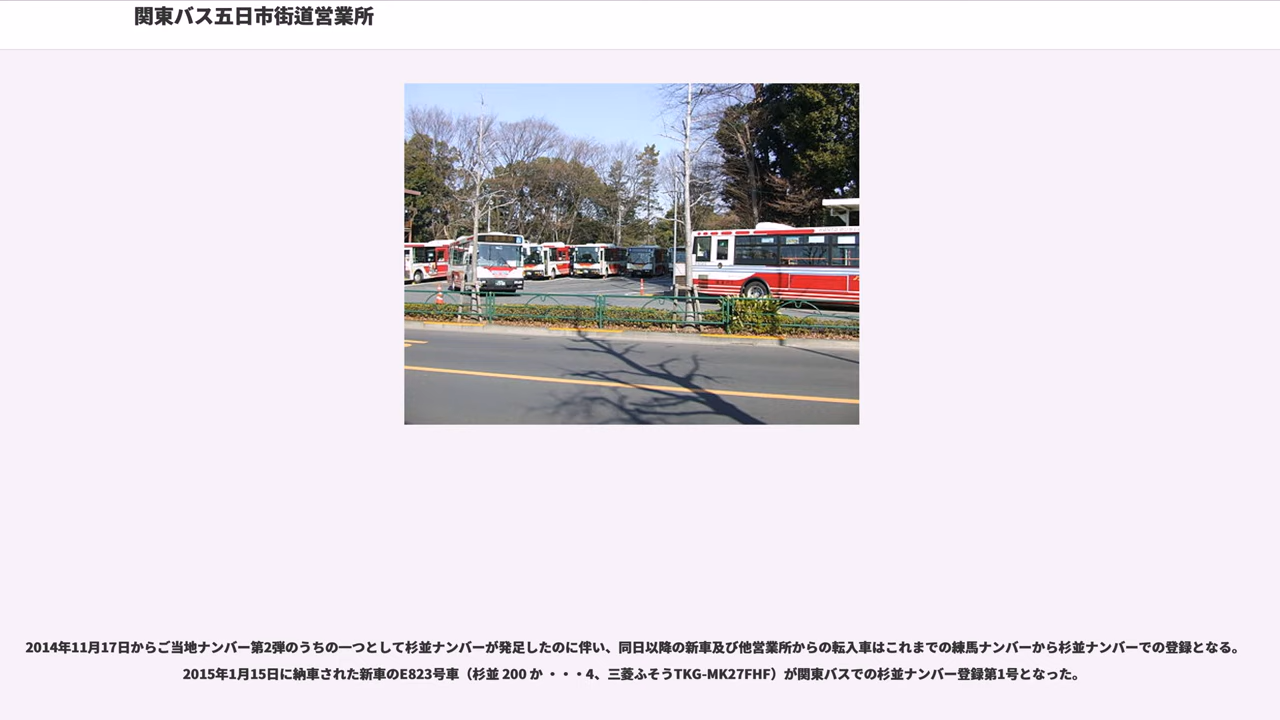 関東バス五日市街道営業所
2014年11月17日からご当地ナンバー第2弾のうちの一つとして杉並ナンバーが発足したのに伴い、同日以降の新車及び他営業所からの転入車はこれまでの練馬ナンバーから杉並ナンバーでの登録となる。
2015年1月15日に納車された新車のE823号車（杉並 200 か ・・・4、三菱ふそうTKG-MK27FHF）が関東バスでの杉並ナンバー登録第1号となった。